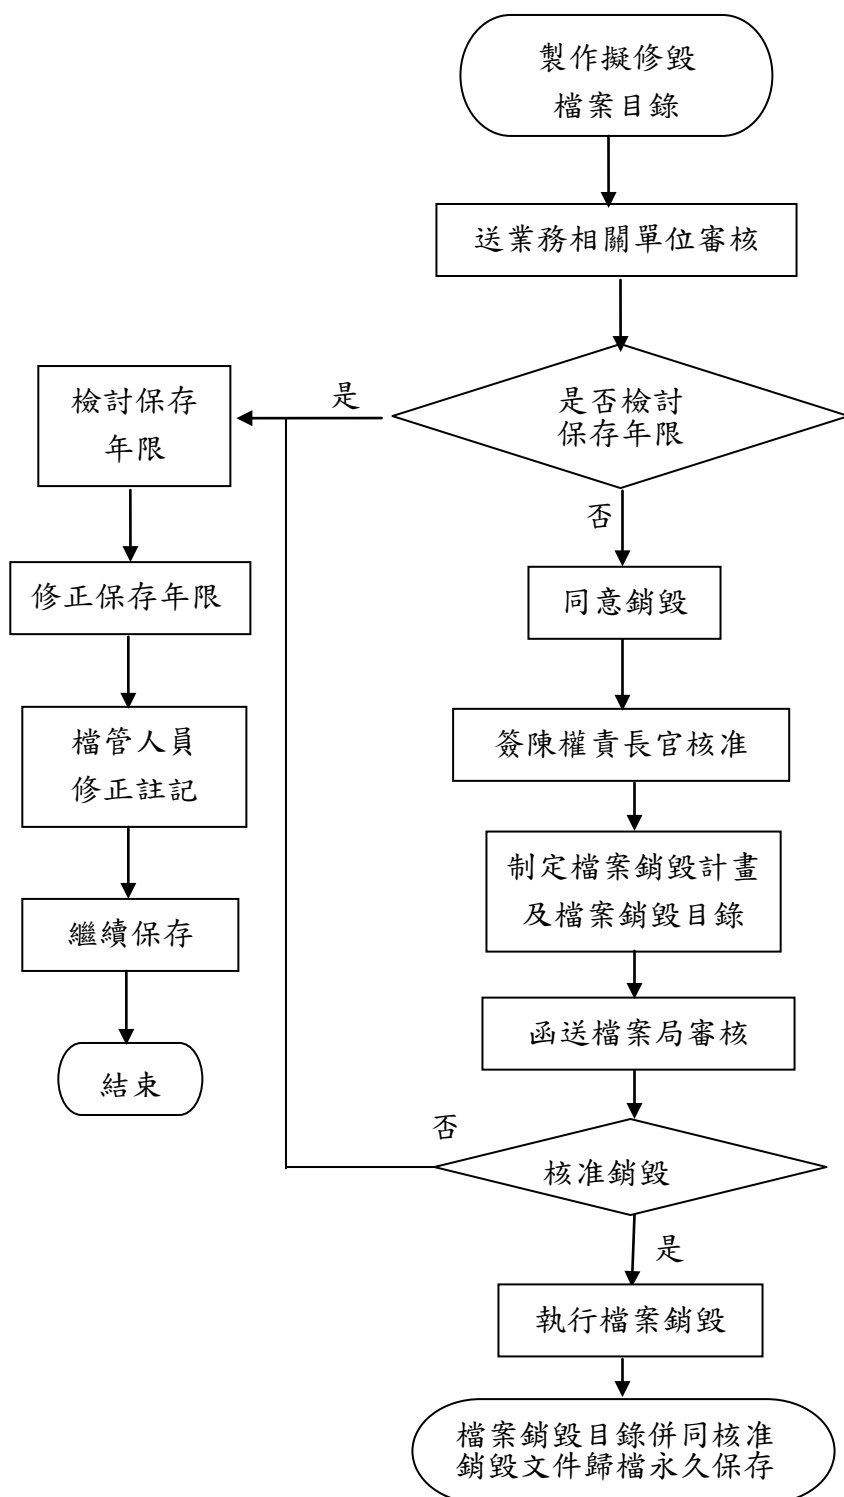 製作擬修毀
檔案目錄
送業務相關單位審核
是否檢討
保存年限
是
檢討保存
年限
否
修正保存年限
同意銷毀
檔管人員
修正註記
簽陳權責長官核准
制定檔案銷毀計畫
及檔案銷毀目錄
繼續保存
函送檔案局審核
結束
否
核准銷毀
是
執行檔案銷毀
檔案銷毀目錄併同核准
銷毀文件歸檔永久保存